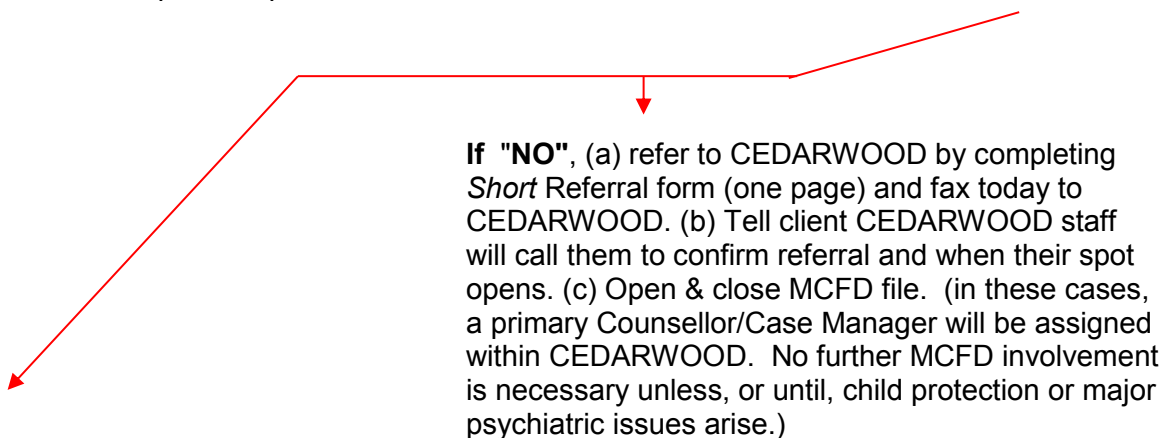 If "NO", (a) refer to CEDARWOOD by completing
Short Referral form (one page) and fax today to
CEDARWOOD. (b) Tell client CEDARWOOD staff
will call them to confirm referral and when their spot
opens. (c) Open & close MCFD file. (in these cases,
a primary Counsellor/Case Manager will be assigned
within CEDARWOOD. No further MCFD involvement
is necessary unless, or until, child protection or major
psychiatric issues arise.)